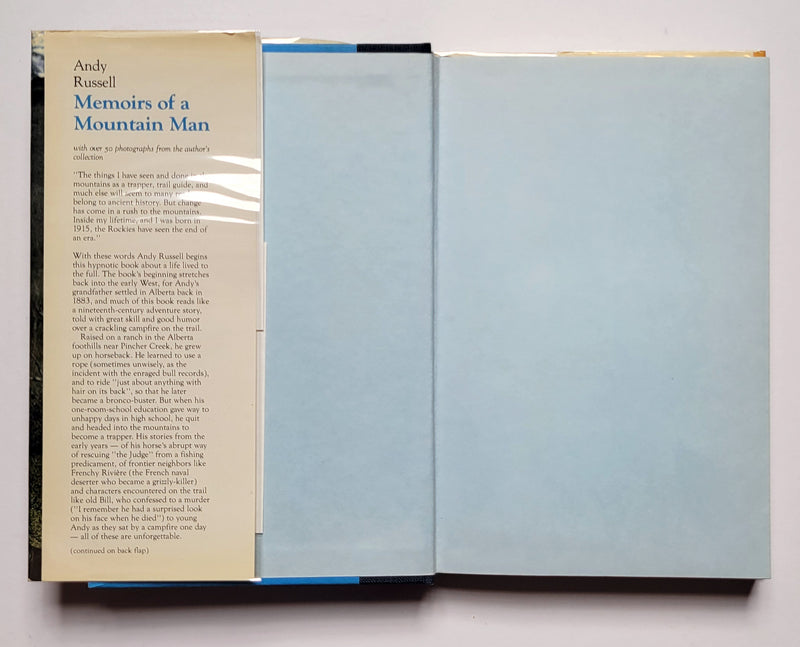 Andy
Russell
Memoirs of a
Mountain Man
with over 50 photographs from the author's
collection
"The things I have seen and done
mountains as a trapper, trail guide, and
much else will seem to many
belong to ancient history. But change
has come in a rush to the mountains.
Inside my lifetime, and I was born in
1915, the Rockies have seen the end of
an era."
With these words Andy Russell begins
this hypnotic book about a life lived to
the full. The book's beginning stretches
back into the early West, for Andy's
grandfather settled in Alberta back in
1883, and much of this book reads like
a nineteenth-century adventure story,
told with great skill and good humor
over a crackling campfire on the trail.
Raised on a ranch in the Alberta
foothills near Pincher Creek, he grew
up on horseback. He learned to use a
rope (sometimes unwisely, as the
incident with the enraged bull records),
and to ride "just about anything with
hair on its back", so that he later
became a bronco-buster. But when his
one-room-school education gave way to
unhappy days in high school, he quit
and headed into the mountains to
become a trapper. His stories from the
early years — of his horse's abrupt way
of rescuing "the Judge" from a fishing
predicament, of frontier neighbors like
Frenchy Rivière (the French naval
deserter who became a grizzly-killer)
and characters encountered on the trail
like old Bill, who confessed to a murder
("I remember he had a surprised look
on his face when he died") to young
Andy as they sat by a campfire one day
— all of these are unforgettable.
(continued on back flap)